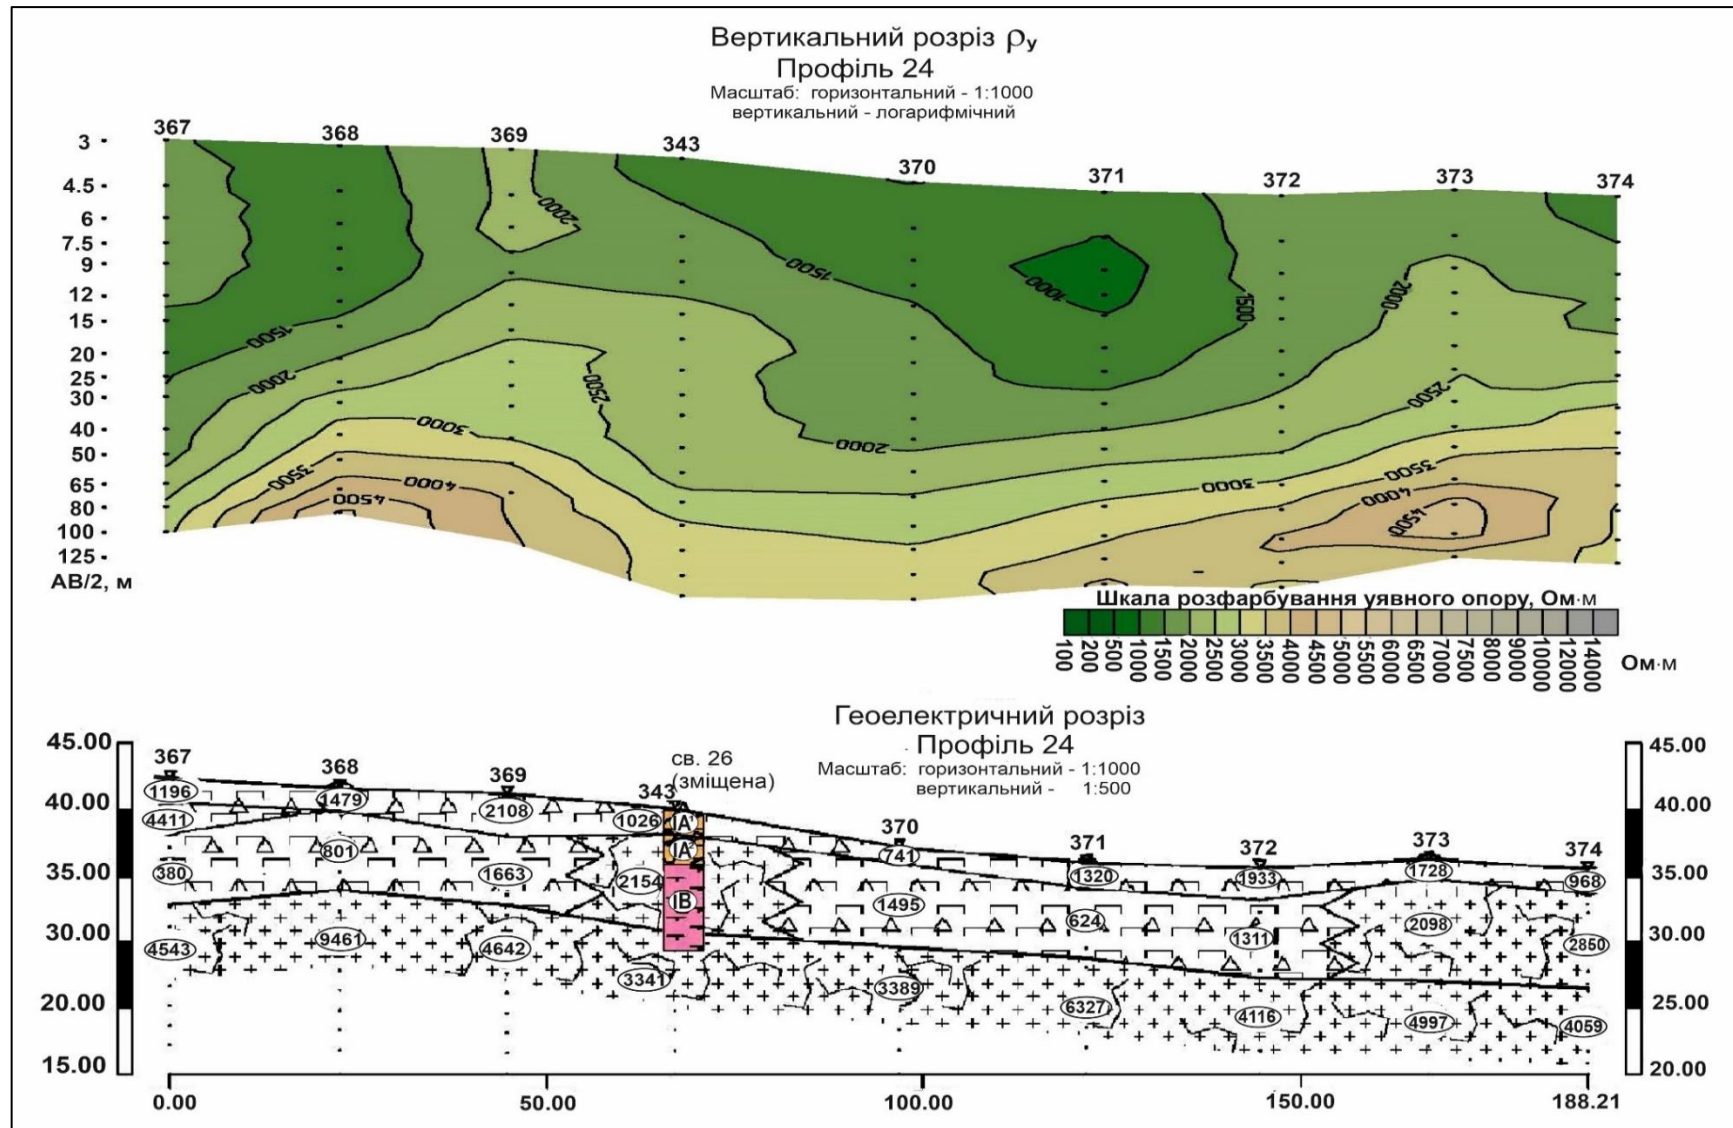 Вертикальний розріз ρу
Профіль 24
Масштаб: горизонтальний - 1:1000
вертикальний - логарифмічний
367 368 369 343 370 371 372 373 374
3
4.5
6
7.5
9
12
15
20
25
30
40
50
65
80
100
125
АВ/2, м
2000
1500
1000
1500
2000
1500
2000
2500
2500
3000
2000
3500
4000
4500
3000
3500
4000
4500
Шкала розфарбування уявного опору, Ом·м
100 200 500 1000 1500 2000 2500 3000 3500 4000 4500 5000 5500 6000 6500 7000 7500 8000 9000 10000 12000 14000
Ом·м
Геоелектричний розріз
Профіль 24
Масштаб: горизонтальний - 1:1000
вертикальний - 1:500
св. 26
(зміщена)
367 368 369 343 370 371 372 373 374
45.00
40.00
35.00
30.00
20.00
15.00
1196 1479 2108 1026 IА¹ 741 1320 1933 1728 968
4411 801 1663 2154 IА² 1495 624 1311 2098 2850
380 IВ
4543 9461 4642 3341 3389 6327 4116 4997 4059
45.00
40.00
35.00
30.00
25.00
20.00
0.00 50.00 100.00 150.00 188.21